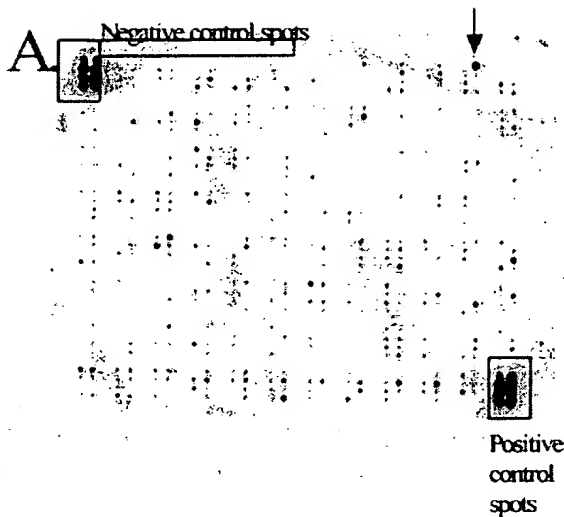 A
Negative control spots
Positive
control
spots